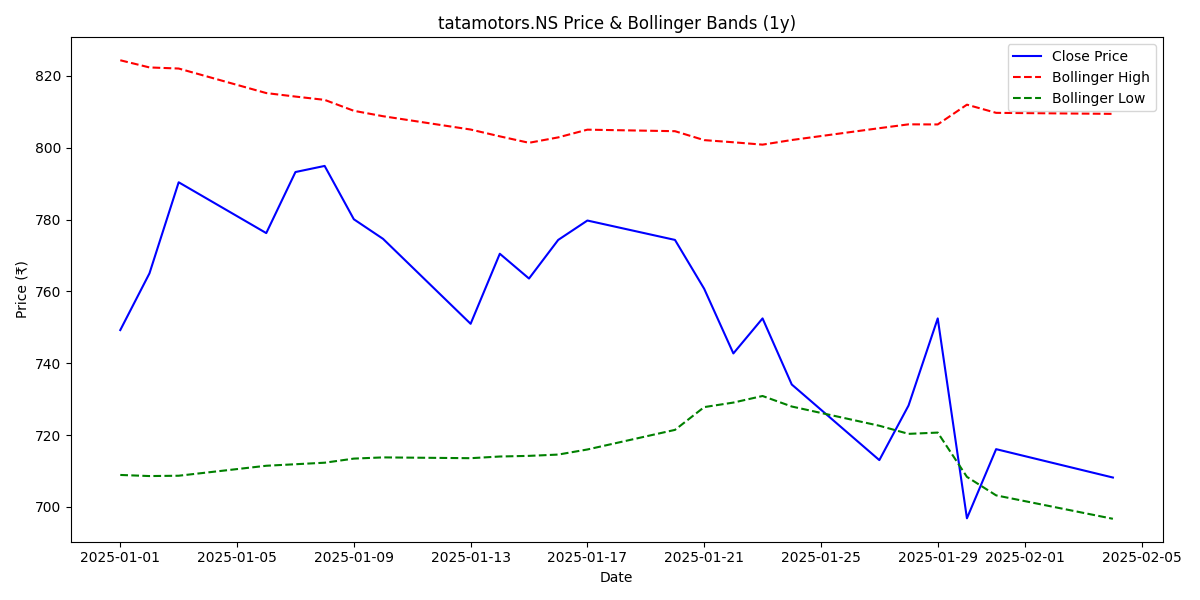 tatamotors.NS Price & Bollinger Bands (1y)
Close Price
Bollinger High
Bollinger Low
Price (₹)
820
800
780
760
740
720
700
2025-01-01 2025-01-05 2025-01-09 2025-01-13 2025-01-17 2025-01-21 2025-01-25 2025-01-29 2025-02-01 2025-02-05
Date